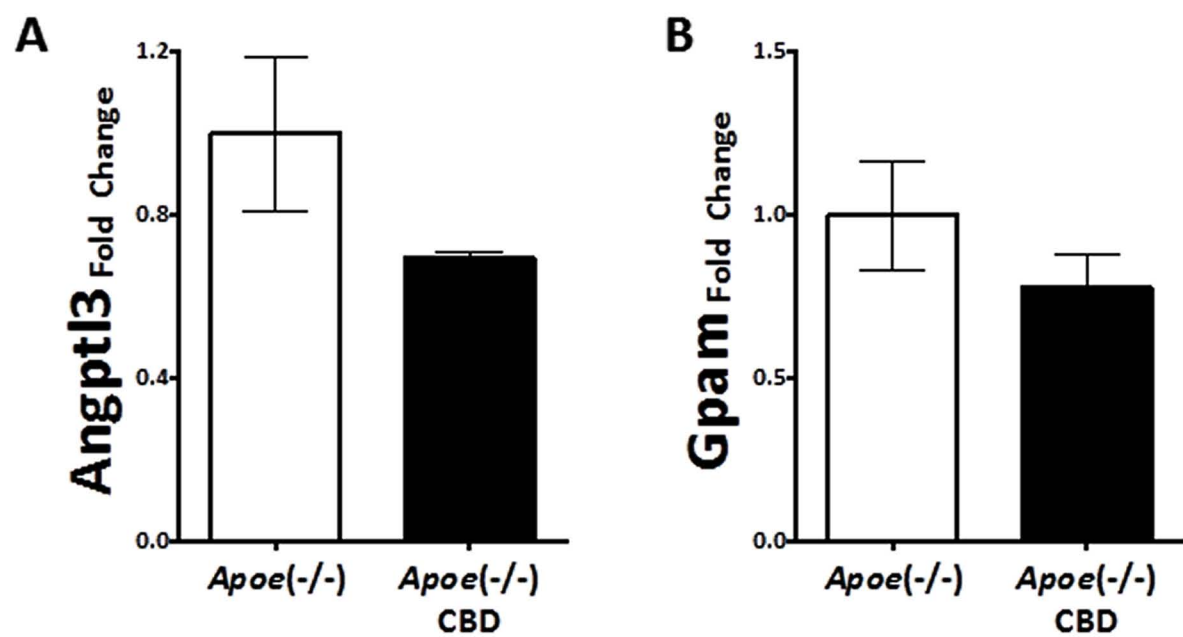 A
Angptl3 Fold Change
1.2
0.8
0.4
0.0
Apoe(-/-)
Apoe(-/-)
CBD
B
Gpam Fold Change
1.5
1.0
0.5
0.0
Apoe(-/-)
Apoe(-/-)
CBD